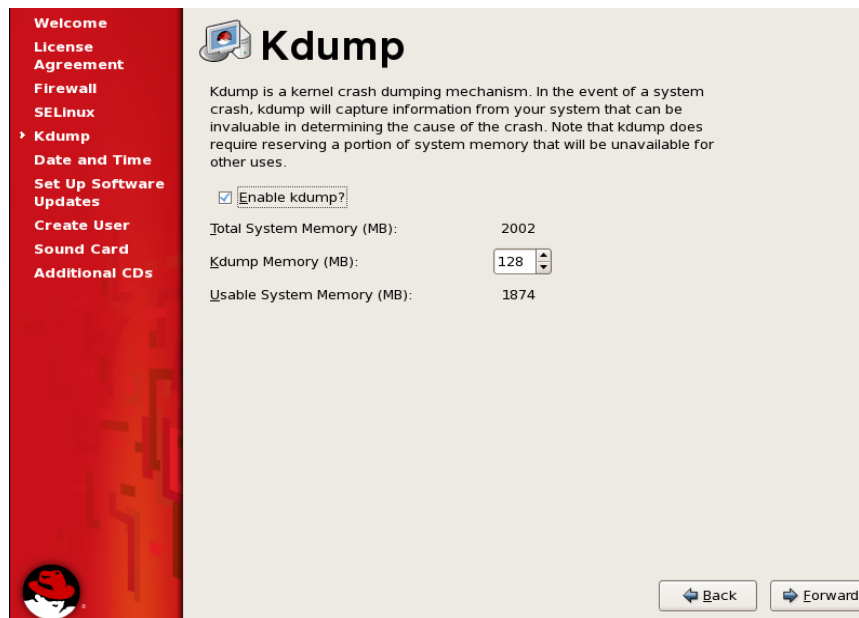 Welcome
License
Agreement
Firewall
SELinux
Kdump
Date and Time
Set Up Software
Updates
Create User
Sound Card
Additional CDs
Kdump
Kdump is a kernel crash dumping mechanism. In the event of a system
crash, kdump will capture information from your system that can be
invaluable in determining the cause of the crash. Note that kdump does
require reserving a portion of system memory that will be unavailable for
other uses.
Enable kdump?
Total System Memory (MB): 2002
Kdump Memory (MB): 128
Usable System Memory (MB): 1874
Back Forward